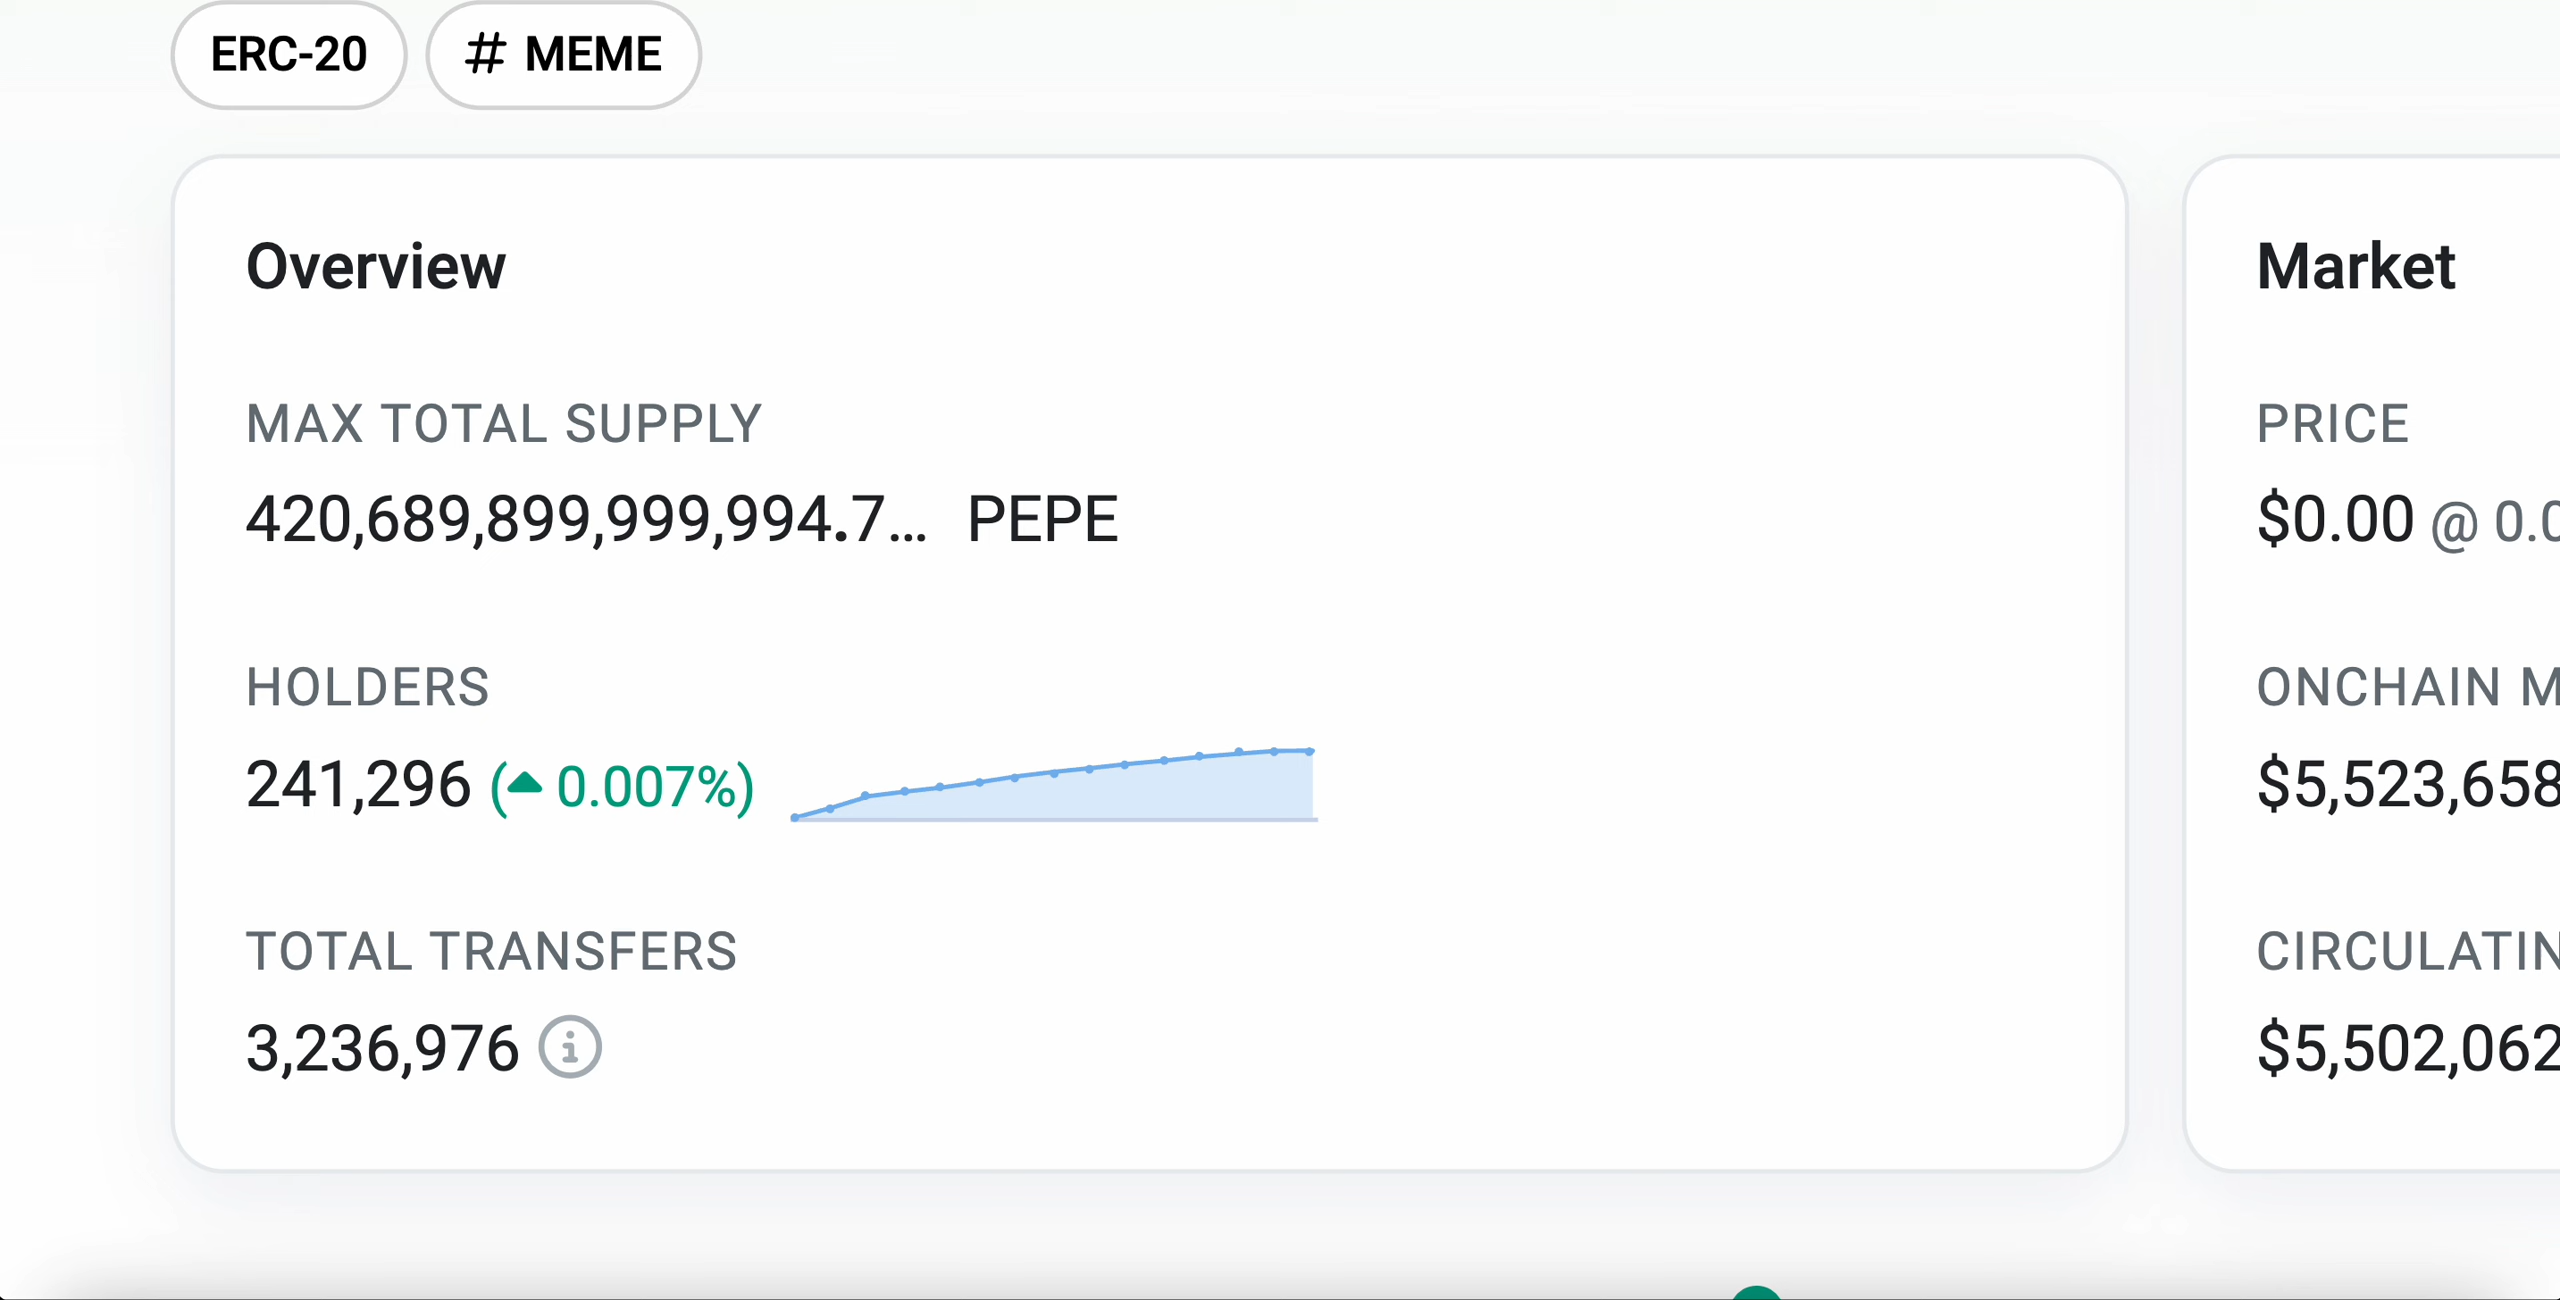 ERC-20 # MEME
Overview
MAX TOTAL SUPPLY
420,689,899,999,994.7... PEPE
HOLDERS
241,296 (▲ 0.007%)
TOTAL TRANSFERS
3,236,976
Market
PRICE
$0.00 @ 0.0
ONCHAIN M
$5,523,658
CIRCULATIN
$5,502,062